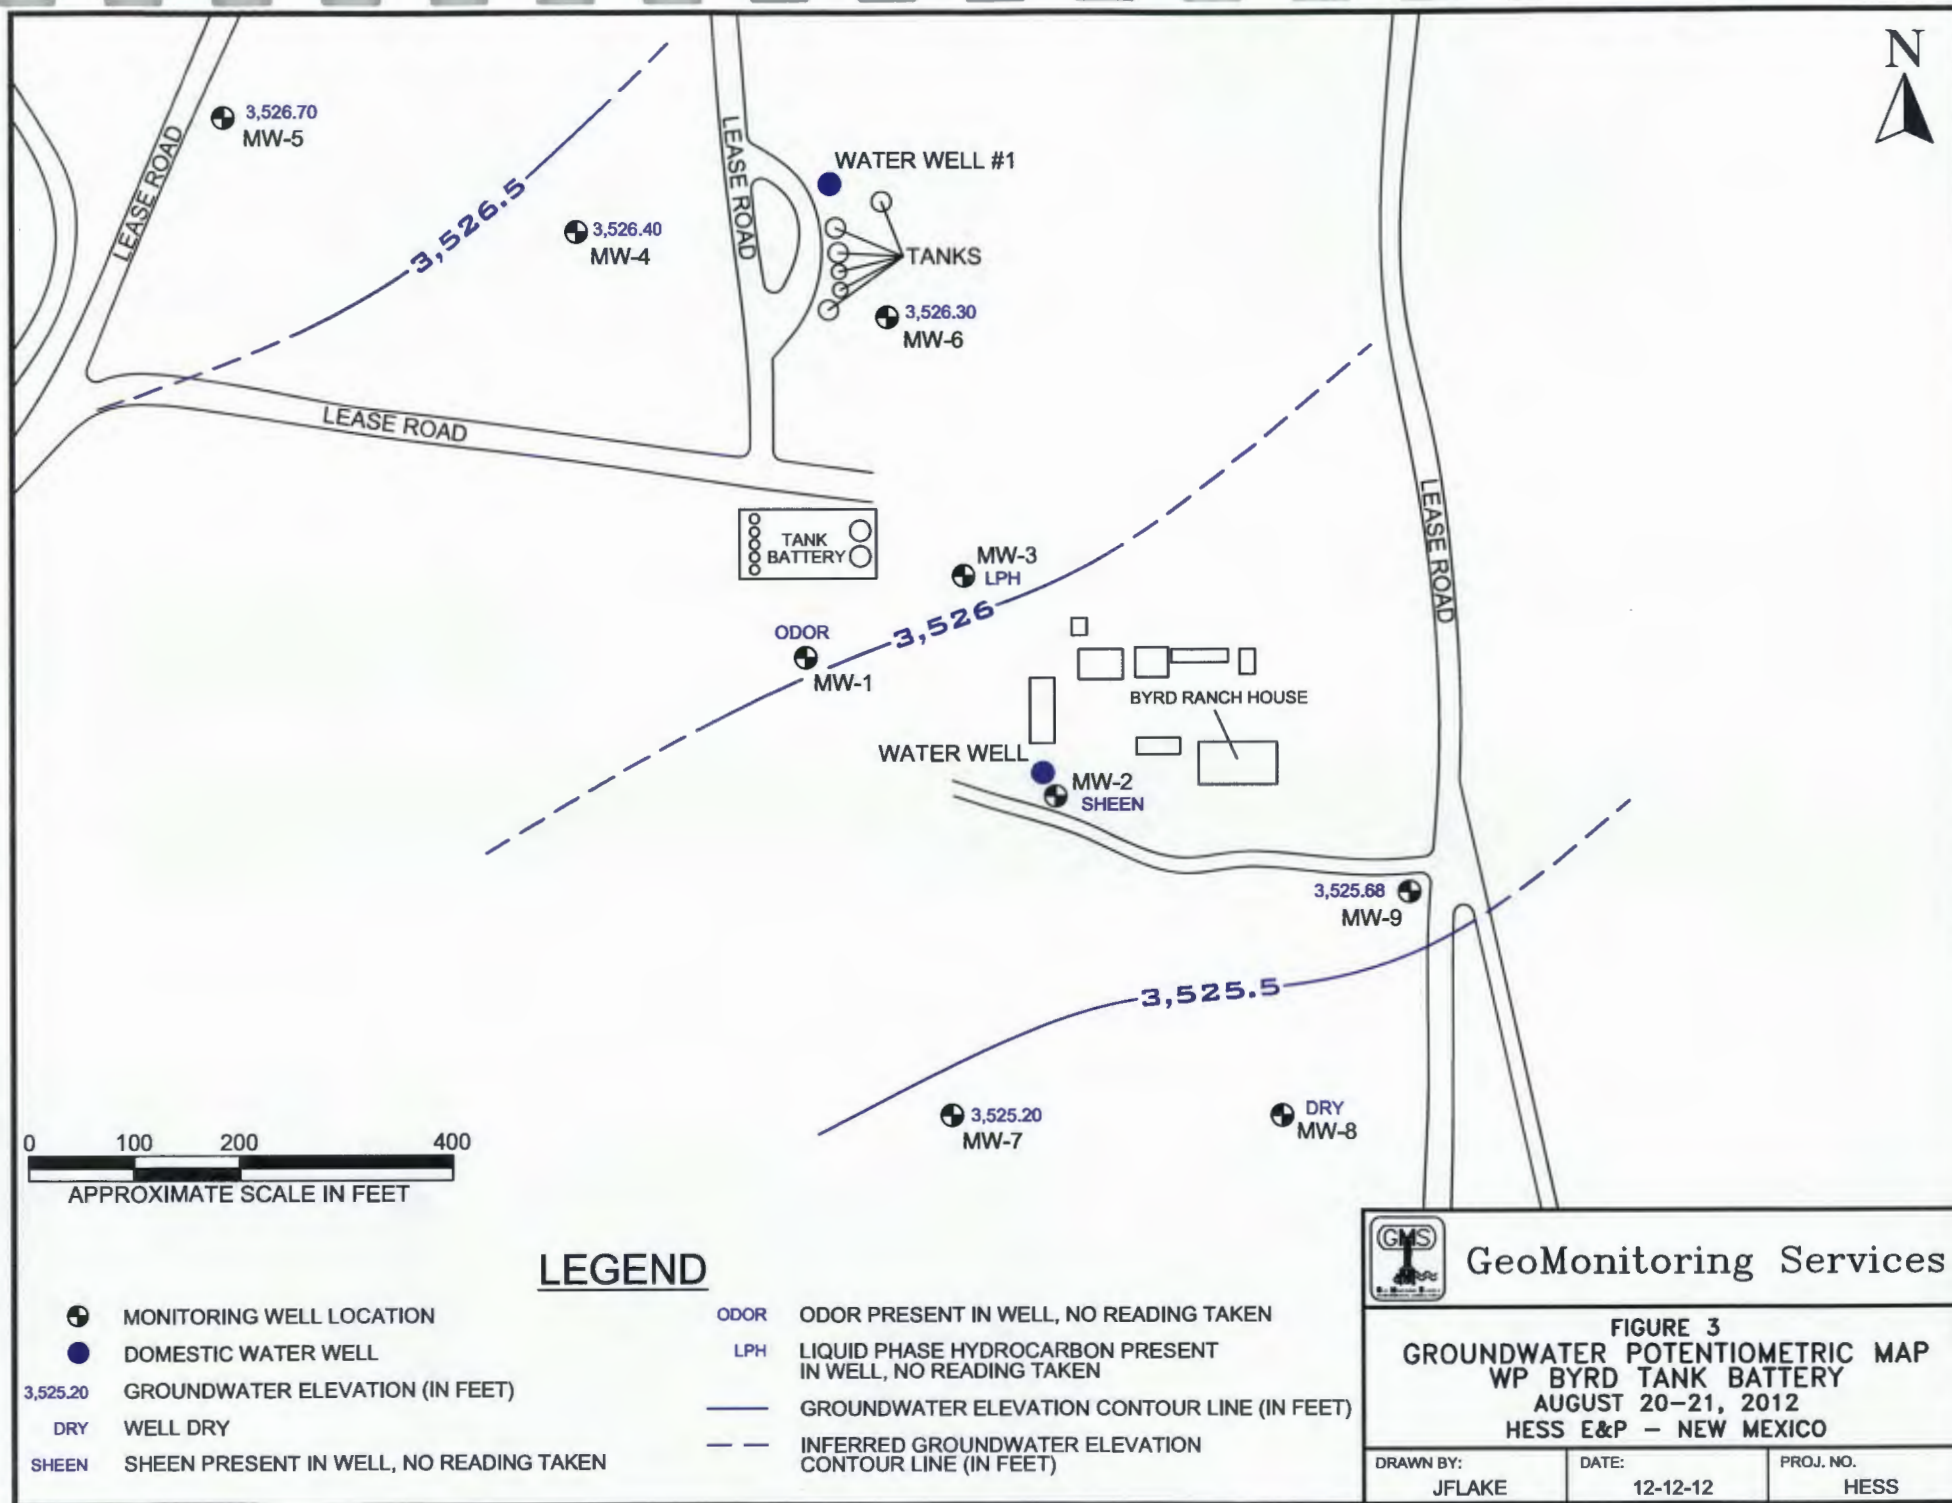 N
3,526.70
MW-5
LEASE ROAD
3,526.5
3,526.40
MW-4
LEASE ROAD
WATER WELL #1
TANKS
3,526.30
MW-6
LEASE ROAD
TANK
BATTERY
MW-3
LPH
3,526
ODOR
MW-1
LEASE ROAD
BYRD RANCH HOUSE
WATER WELL
MW-2
SHEEN
3,525.68
MW-9
3,525.5
3,525.20
MW-7
DRY
MW-8
0 100 200 400
APPROXIMATE SCALE IN FEET
LEGEND
MONITORING WELL LOCATION
DOMESTIC WATER WELL
3,525.20 GROUNDWATER ELEVATION (IN FEET)
DRY WELL DRY
SHEEN SHEEN PRESENT IN WELL, NO READING TAKEN
ODOR ODOR PRESENT IN WELL, NO READING TAKEN
LPH LIQUID PHASE HYDROCARBON PRESENT
IN WELL, NO READING TAKEN
GROUNDWATER ELEVATION CONTOUR LINE (IN FEET)
INFERRED GROUNDWATER ELEVATION
CONTOUR LINE (IN FEET)
GMS
GeoMonitoring Services
FIGURE 3
GROUNDWATER POTENTIOMETRIC MAP
WP BYRD TANK BATTERY
AUGUST 20-21, 2012
HESS E&P - NEW MEXICO
DRAWN BY:
JFLAKE
DATE:
12-12-12
PROJ. NO.
HESS